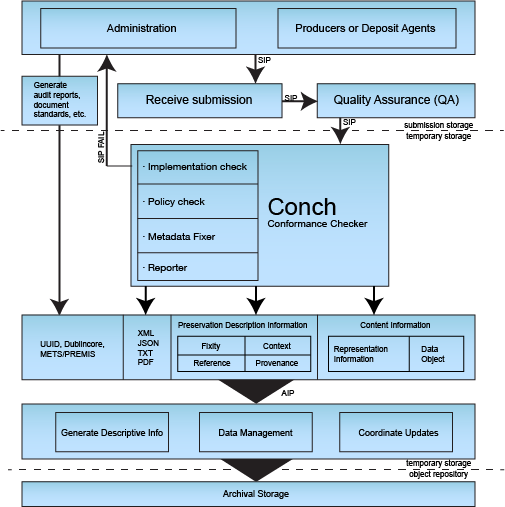 Administration
Producers or Deposit Agents
SIP
Generate
audit reports,
document
standards, etc.
Receive submission
SIP
Quality Assurance (QA)
SIP
submission storage
temporary storage
SIP FAIL
· Implementation check
· Policy check
· Metadata Fixer
· Reporter
Conch
Conformance Checker
UUID, Dublincore,
METS/PREMIS
XML
JSON
TXT
PDF
Preservation Description Information
Fixity
Context
Reference
Provenance
Content Information
Representation
Information
Data
Object
AIP
Generate Descriptive Info
Data Management
Coordinate Updates
temporary storage
object repository
Archival Storage